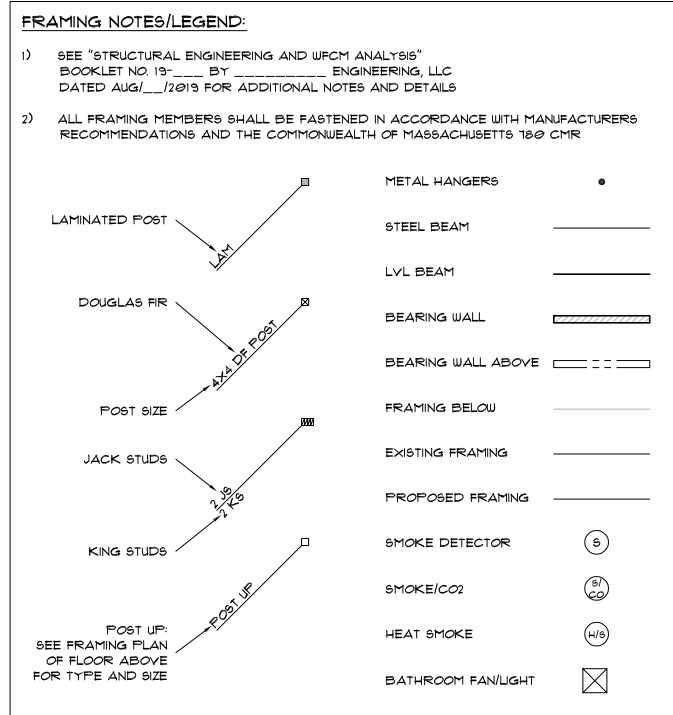 FRAMING NOTES/LEGEND:
1) SEE "STRUCTURAL ENGINEERING AND WFCM ANALYSIS"
BOOKLET NO. 19-___ BY _________ ENGINEERING, LLC
DATED AUG/__/2019 FOR ADDITIONAL NOTES AND DETAILS
2) ALL FRAMING MEMBERS SHALL BE FASTENED IN ACCORDANCE WITH MANUFACTURERS
RECOMMENDATIONS AND THE COMMONWEALTH OF MASSACHUSETTS 780 CMR
LAMINATED POST
LAM
DOUGLAS FIR
4X4 DF POST
POST SIZE
JACK STUDS
2 JS
2 KS
KING STUDS
POST UP
POST UP:
SEE FRAMING PLAN
OF FLOOR ABOVE
FOR TYPE AND SIZE
METAL HANGERS
STEEL BEAM
LVL BEAM
BEARING WALL
BEARING WALL ABOVE
FRAMING BELOW
EXISTING FRAMING
PROPOSED FRAMING
SMOKE DETECTOR
S
SMOKE/CO2
S/
CO
HEAT SMOKE
H/S
BATHROOM FAN/LIGHT